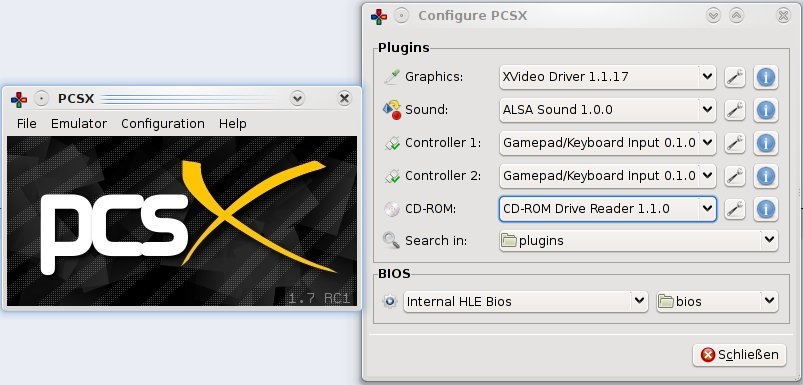 PCSX
File Emulator Configuration Help
pcsx
1.7 RC1
Configure PCSX
Plugins
Graphics: XVideo Driver 1.1.17
Sound: ALSA Sound 1.0.0
Controller 1: Gamepad/Keyboard Input 0.1.0
Controller 2: Gamepad/Keyboard Input 0.1.0
CD-ROM: CD-ROM Drive Reader 1.1.0
Search in: plugins
BIOS
Internal HLE Bios bios
Schließen